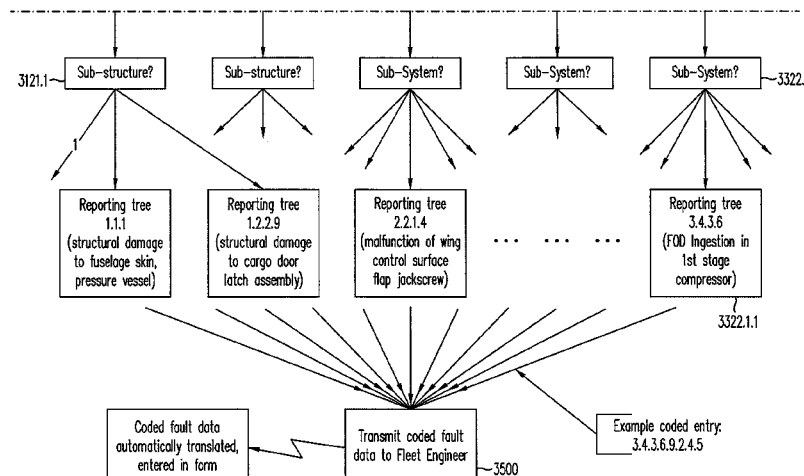 3121.1
Sub-structure?
Sub-structure?
Sub-System?
Sub-System?
Sub-System?
3322.
1
Reporting tree
1.1.1
(structural damage
to fuselage skin,
pressure vessel)
Reporting tree
1.2.2.9
(structural damage
to cargo door
latch assembly)
Reporting tree
2.2.1.4
(malfunction of wing
control surface
flap jackscrew)
... ... ...
Reporting tree
3.4.3.6
(FOD Ingestion in
1st stage
compressor)
3322.1.1
Coded fault data
automatically translated,
entered in form
Transmit coded fault
data to Fleet Engineer
3500
Example coded entry:
3.4.3.6.9.2.4.5